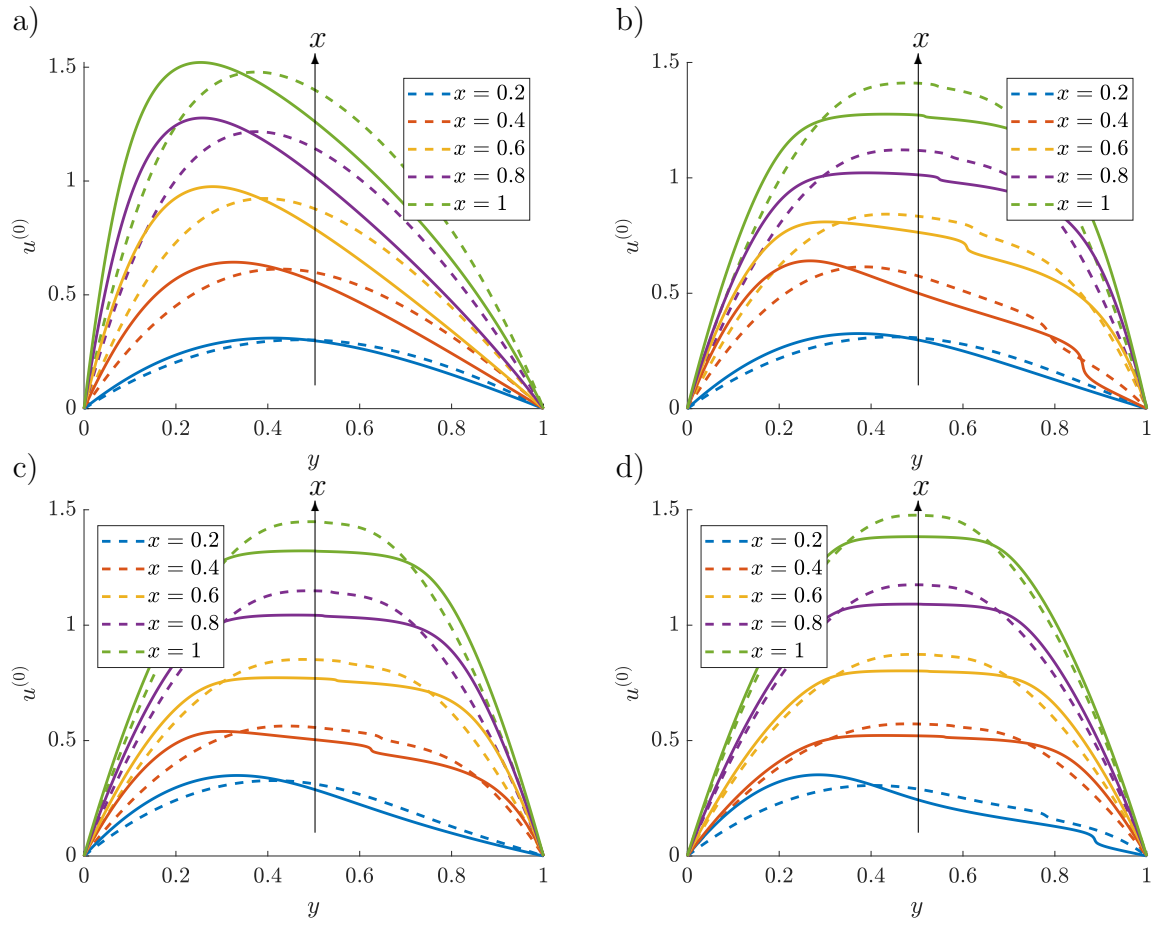 a)
x
1.5
1
0.5
0
u^{(0)}
x = 0.2
x = 0.4
x = 0.6
x = 0.8
x = 1
0 0.2 0.4 0.6 0.8 1
y
b)
x
1.5
1
0.5
0
u^{(0)}
x = 0.2
x = 0.4
x = 0.6
x = 0.8
x = 1
0 0.2 0.4 0.6 0.8 1
y
c)
x
1.5
1
0.5
0
u^{(0)}
x = 0.2
x = 0.4
x = 0.6
x = 0.8
x = 1
0 0.2 0.4 0.6 0.8 1
y
d)
x
1.5
1
0.5
0
u^{(0)}
x = 0.2
x = 0.4
x = 0.6
x = 0.8
x = 1
0 0.2 0.4 0.6 0.8 1
y